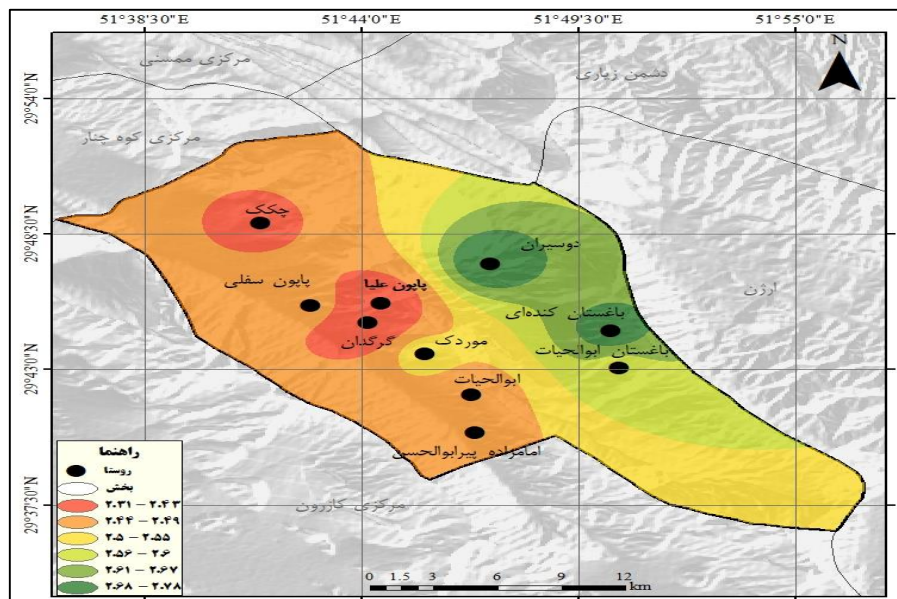 51°38'30"E 51°44'0"E 51°49'30"E 51°55'0"E
29°54'0"N
29°48'30"N
29°43'0"N
29°37'30"N
N
مرکزی ممسنی
دشمن زیاری
مرکزی کوه چنار
چکک
دوسیران
ارژن
پاپون سفلی
پاپون علیا
باغستان کنده‌ای
گرگدان
موردک
باغستان ابوالحیات
ابوالحیات
امامزاده پیرابوالحسن
مرکزی کازرون
راهنما
روستا
بخش
۲.۳۱ – ۲.۴۳
۲.۴۴ – ۲.۴۹
۲.۵ – ۲.۵۵
۲.۵۶ – ۲.۶
۲.۶۱ – ۲.۶۷
۲.۶۸ – ۲.۷۸
0 1.5 3 6 9 12
km